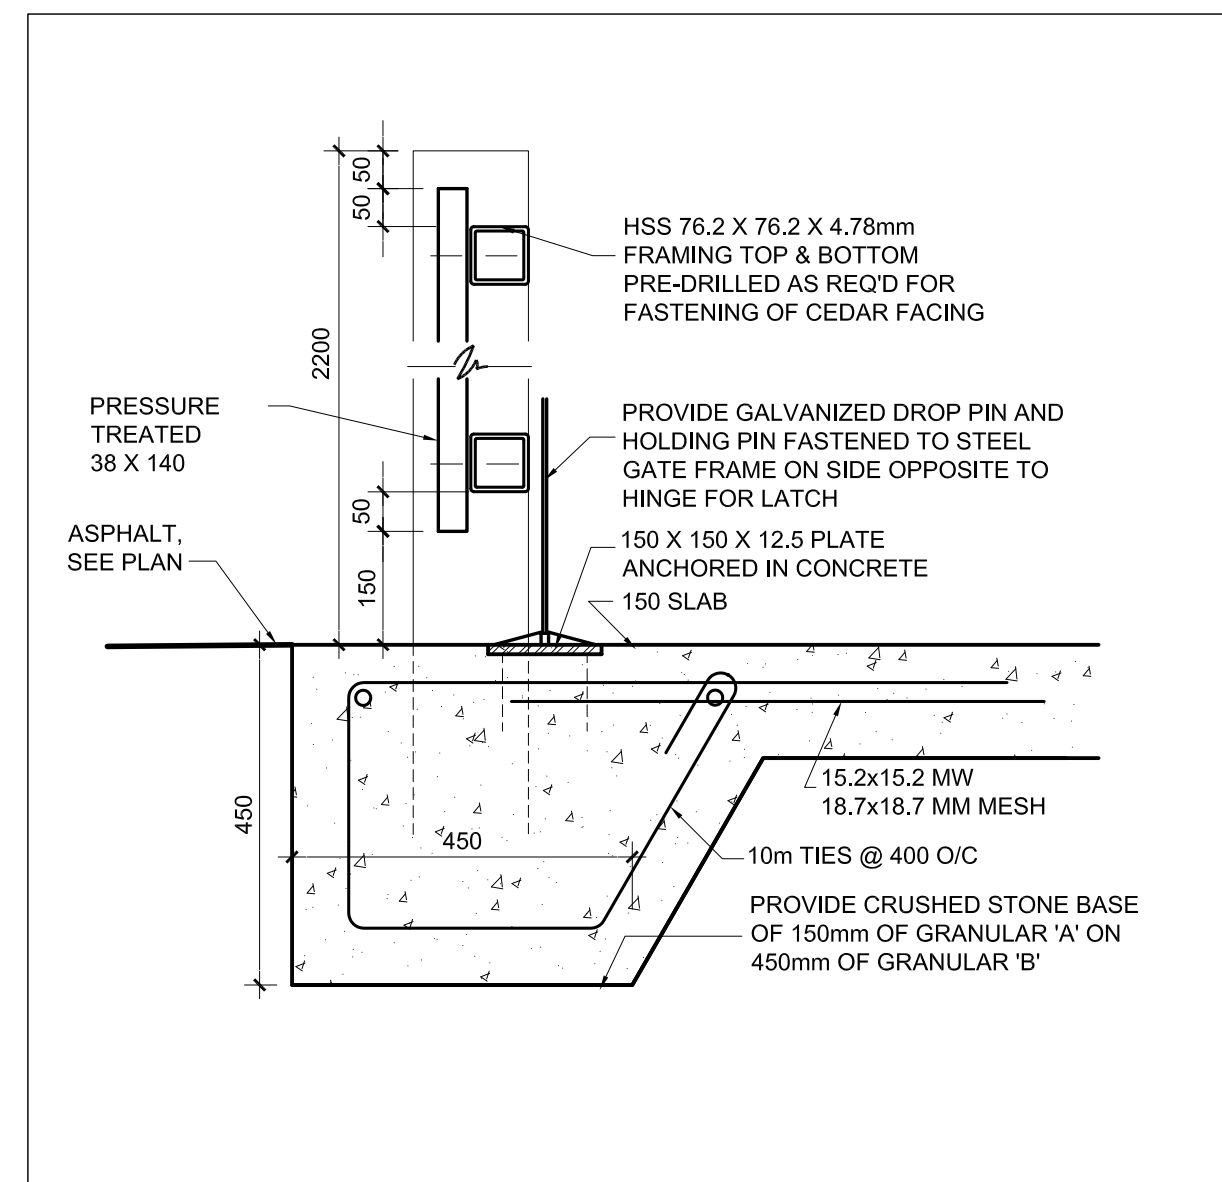 50
50
2200
HSS 76.2 X 76.2 X 4.78mm
FRAMING TOP & BOTTOM
PRE-DRILLED AS REQ'D FOR
FASTENING OF CEDAR FACING
PRESSURE
TREATED
38 X 140
PROVIDE GALVANIZED DROP PIN AND
HOLDING PIN FASTENED TO STEEL
GATE FRAME ON SIDE OPPOSITE TO
HINGE FOR LATCH
50
ASPHALT,
SEE PLAN
150
150 X 150 X 12.5 PLATE
ANCHORED IN CONCRETE
150 SLAB
450
450
15.2x15.2 MW
18.7x18.7 MM MESH
10m TIES @ 400 O/C
PROVIDE CRUSHED STONE BASE
OF 150mm OF GRANULAR 'A' ON
450mm OF GRANULAR 'B'